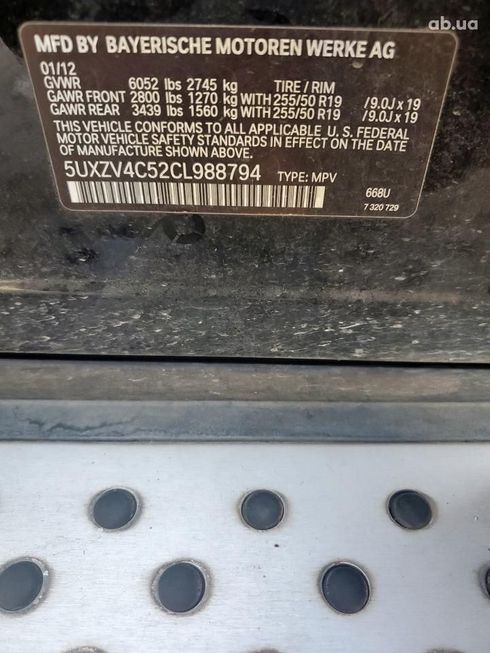 ab.ua
MFD BY BAYERISCHE MOTOREN WERKE AG
01/12
GVWR 6052 lbs 2745 kg TIRE / RIM
GAWR FRONT 2800 lbs 1270 kg WITH 255/50 R19 / 9.0J x 19
GAWR REAR 3439 lbs 1560 kg WITH 255/50 R19 / 9.0J x 19
THIS VEHICLE CONFORMS TO ALL APPLICABLE U. S. FEDERAL
MOTOR VEHICLE SAFETY STANDARDS IN EFFECT ON THE DATE
OF MANUFACTURE SHOWN ABOVE.
5UXZV4C52CL988794 TYPE: MPV 668U
7 320 729